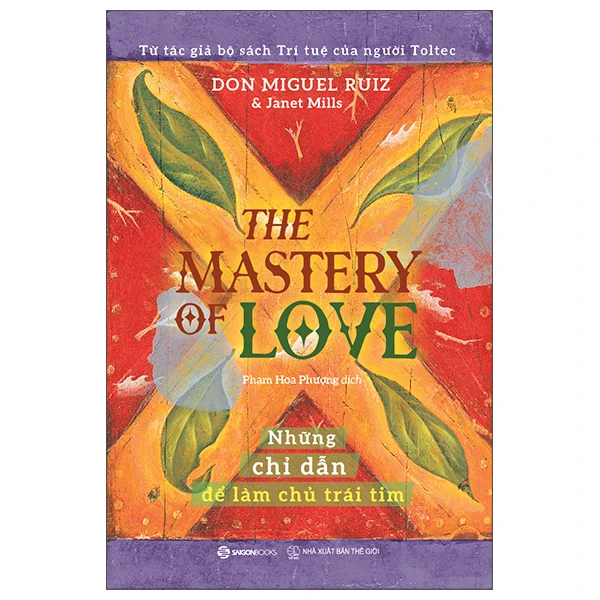 Từ tác giả bộ sách Trí tuệ của người Toltec
DON MIGUEL RUIZ
& Janet Mills
THE
MASTERY
OF LOVE
Phạm Hoa Phượng dịch
Những
chỉ dẫn
để làm chủ trái tim
SAIGONBOOKS
NHÀ XUẤT BẢN THẾ GIỚI